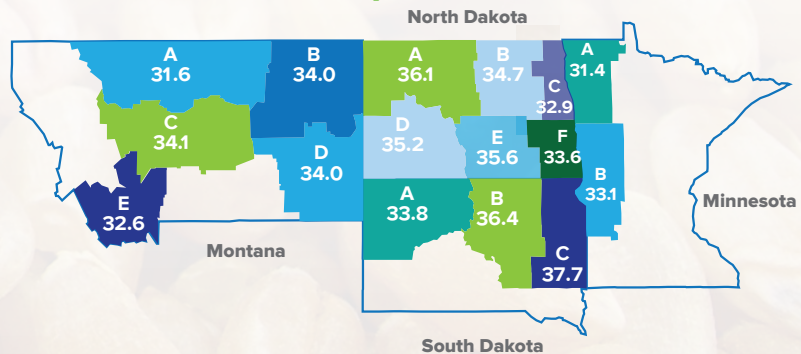 North Dakota
A
31.6
B
34.0
A
36.1
B
34.7
C
32.9
A
31.4
C
34.1
D
34.0
D
35.2
E
35.6
F
33.6
B
33.1
E
32.6
A
33.8
B
36.4
C
37.7
Montana
Minnesota
South Dakota